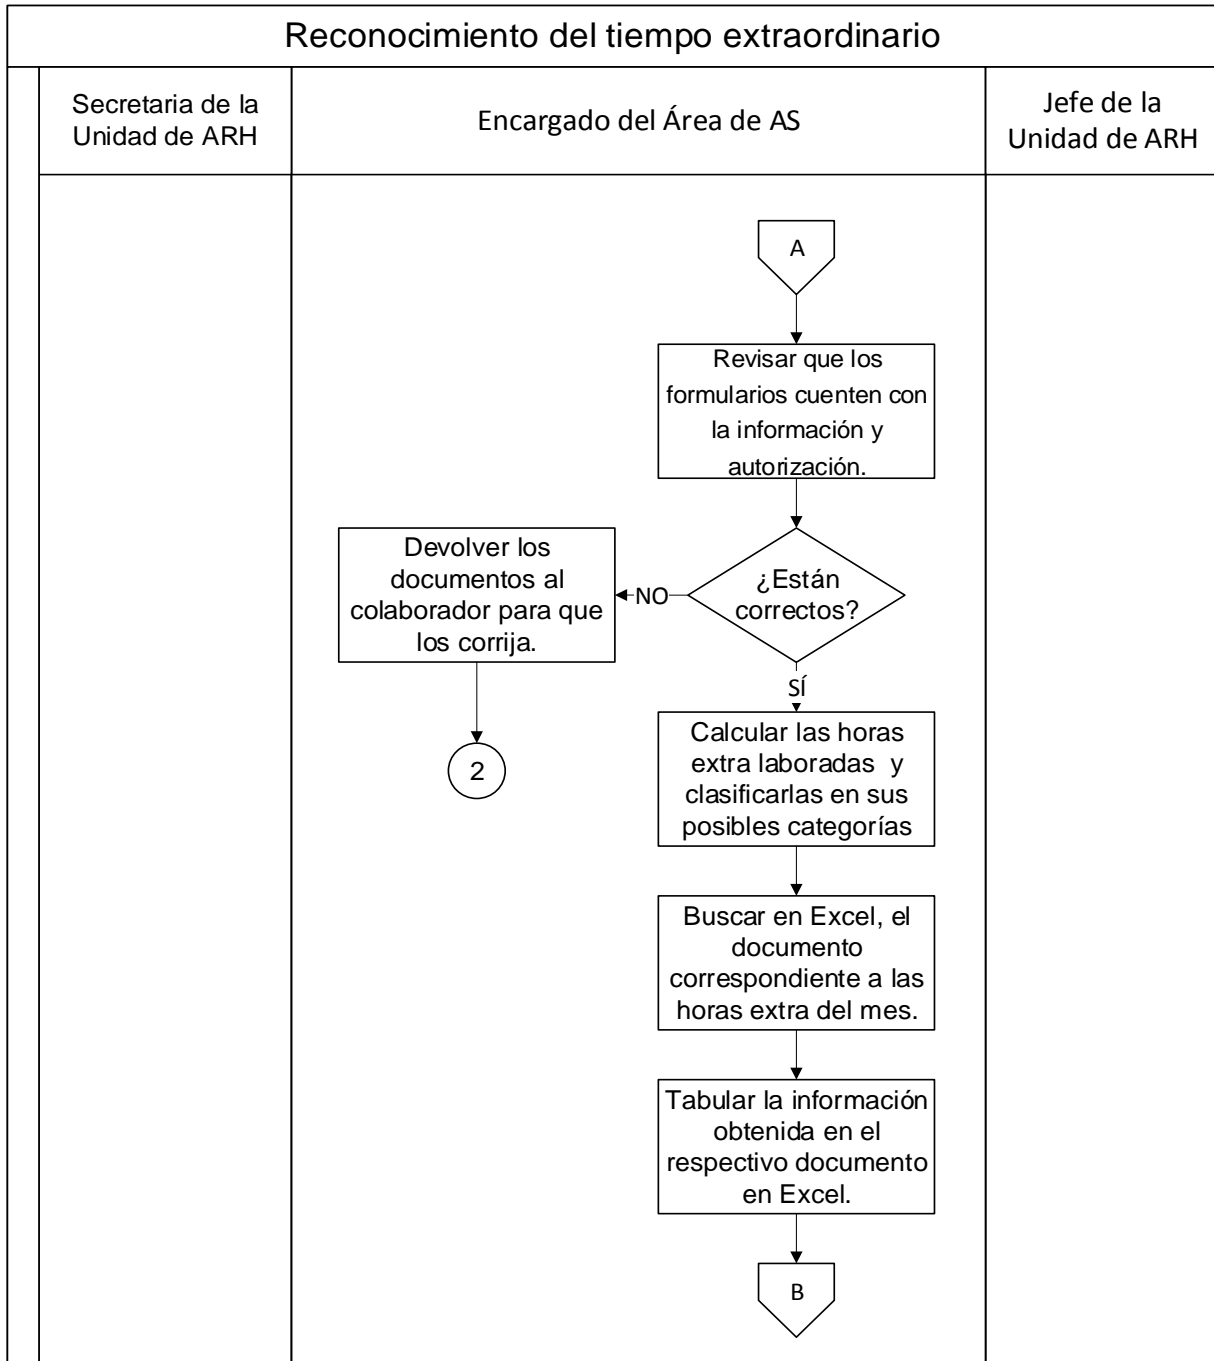 Reconocimiento del tiempo extraordinario
Secretaria de la
Unidad de ARH
Encargado del Área de AS
Jefe de la
Unidad de ARH
A
Revisar que los
formularios cuenten con
la información y
autorización.
¿Están
correctos?
NO
Devolver los
documentos al
colaborador para que
los corrija.
2
SÍ
Calcular las horas
extra laboradas y
clasificarlas en sus
posibles categorías
Buscar en Excel, el
documento
correspondiente a las
horas extra del mes.
Tabular la información
obtenida en el
respectivo documento
en Excel.
B